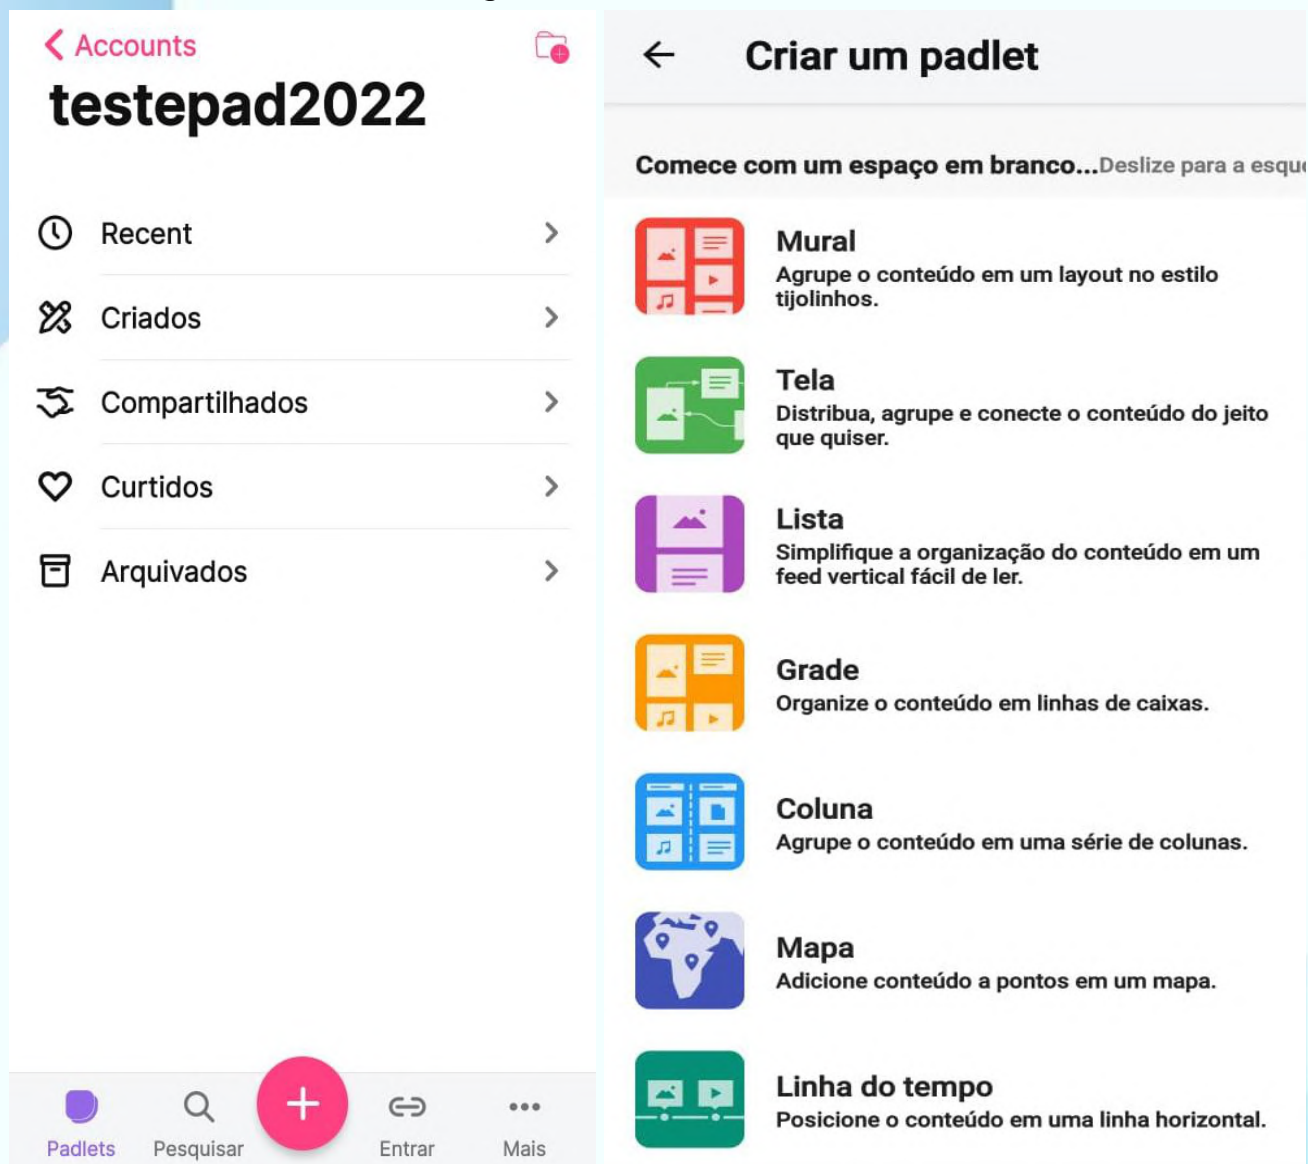 Accounts
testepad2022
Recent
Criados
Compartilhados
Curtidos
Arquivados
Padlets
Pesquisar
Entrar
Mais
Criar um padlet
Comece com um espaço em branco...Deslize para a esque
Mural
Agrupe o conteúdo em um layout no estilo
tijolinhos.
Tela
Distribua, agrupe e conecte o conteúdo do jeito
que quiser.
Lista
Simplifique a organização do conteúdo em um
feed vertical fácil de ler.
Grade
Organize o conteúdo em linhas de caixas.
Coluna
Agrupe o conteúdo em uma série de colunas.
Mapa
Adicione conteúdo a pontos em um mapa.
Linha do tempo
Posicione o conteúdo em uma linha horizontal.